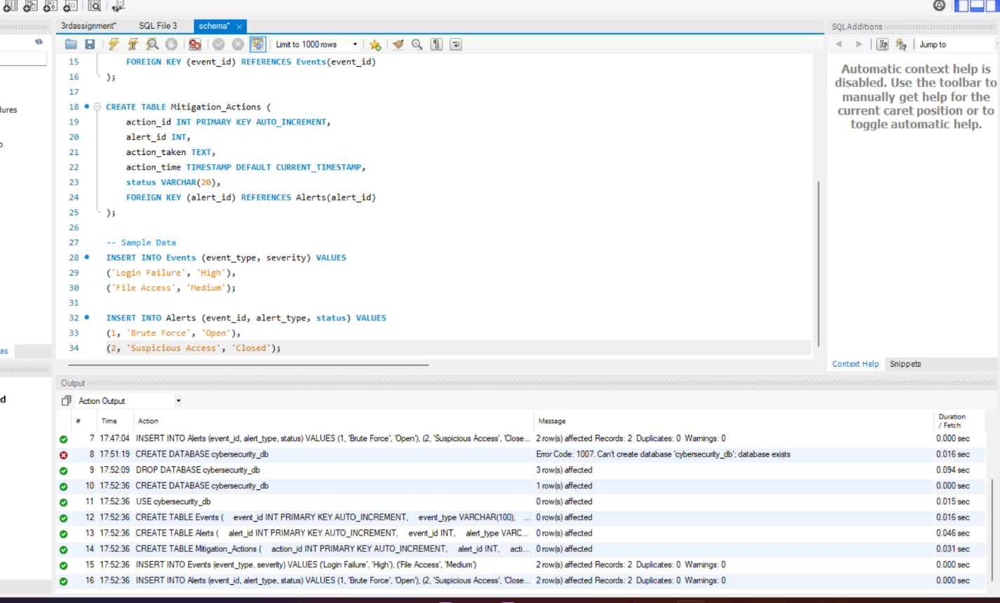 3rdassignment* SQL File 3 schema* ×
SQLAdditions
Limit to 1000 rows
Jump to
15 FOREIGN KEY (event_id) REFERENCES Events(event_id)
16 );
17
18 CREATE TABLE Mitigation_Actions (
19 action_id INT PRIMARY KEY AUTO_INCREMENT,
20 alert_id INT,
21 action_taken TEXT,
22 action_time TIMESTAMP DEFAULT CURRENT_TIMESTAMP,
23 status VARCHAR(20),
24 FOREIGN KEY (alert_id) REFERENCES Alerts(alert_id)
25 );
26
27 -- Sample Data
28 INSERT INTO Events (event_type, severity) VALUES
29 ('Login Failure', 'High'),
30 ('File Access', 'Medium');
31
32 INSERT INTO Alerts (event_id, alert_type, status) VALUES
33 (1, 'Brute Force', 'Open'),
34 (2, 'Suspicious Access', 'Closed');
Automatic context help is
disabled. Use the toolbar to
manually get help for the
current caret position or to
toggle automatic help.
Context Help Snippets
dures
as
ed
Output
Action Output
# Time Action Message Duration / Fetch
7 17:47:04 INSERT INTO Alerts (event_id, alert_type, status) VALUES (1, 'Brute Force', 'Open'), (2, 'Suspicious Access', 'Close... 2 row(s) affected Records: 2 Duplicates: 0 Warnings: 0 0.000 sec
8 17:51:19 CREATE DATABASE cybersecurity_db Error Code: 1007. Can't create database 'cybersecurity_db'; database exists 0.016 sec
9 17:52:09 DROP DATABASE cybersecurity_db 3 row(s) affected 0.094 sec
10 17:52:36 CREATE DATABASE cybersecurity_db 1 row(s) affected 0.000 sec
11 17:52:36 USE cybersecurity_db 0 row(s) affected 0.015 sec
12 17:52:36 CREATE TABLE Events ( event_id INT PRIMARY KEY AUTO_INCREMENT, event_type VARCHAR(100), ... 0 row(s) affected 0.016 sec
13 17:52:36 CREATE TABLE Alerts ( alert_id INT PRIMARY KEY AUTO_INCREMENT, event_id INT, alert_type VARC... 0 row(s) affected 0.046 sec
14 17:52:36 CREATE TABLE Mitigation_Actions ( action_id INT PRIMARY KEY AUTO_INCREMENT, alert_id INT, acti... 0 row(s) affected 0.031 sec
15 17:52:36 INSERT INTO Events (event_type, severity) VALUES ('Login Failure', 'High'), ('File Access', 'Medium') 2 row(s) affected Records: 2 Duplicates: 0 Warnings: 0 0.000 sec
16 17:52:36 INSERT INTO Alerts (event_id, alert_type, status) VALUES (1, 'Brute Force', 'Open'), (2, 'Suspicious Access', 'Close... 2 row(s) affected Records: 2 Duplicates: 0 Warnings: 0 0.000 sec